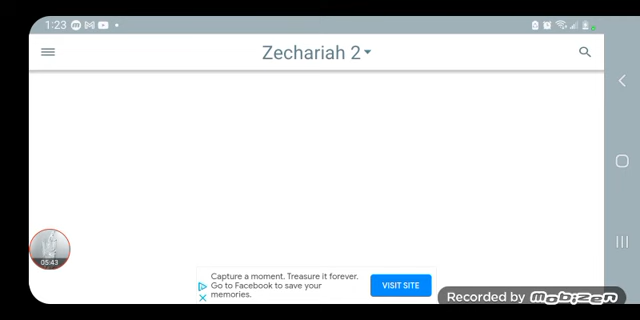 1:23
Zechariah 2
05:43
Capture a moment. Treasure it forever.
Go to Facebook to save your
memories.
VISIT SITE
Recorded by MOBIZEN